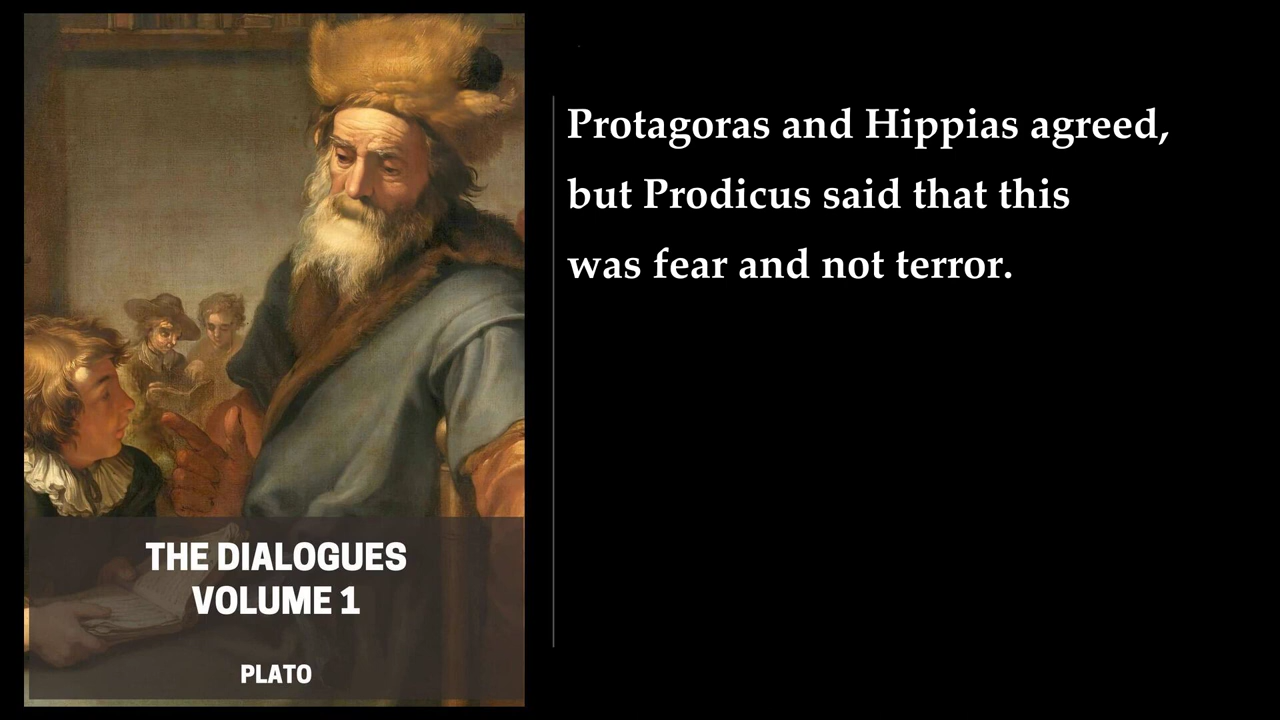 Protagoras and Hippias agreed,
but Prodicus said that this
was fear and not terror.
THE DIALOGUES
VOLUME 1
PLATO